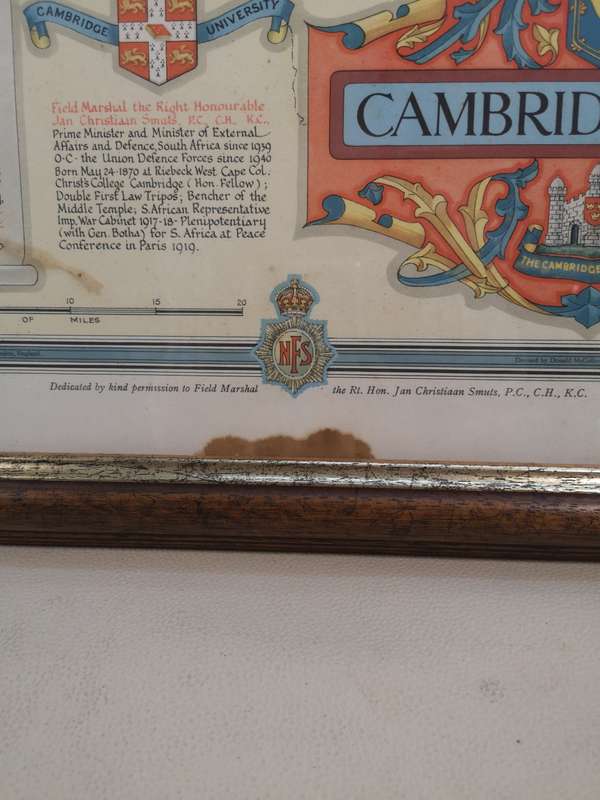 CAMBRIDGE UNIVERSITY
Field Marshal the Right Honourable
Jan Christiaan Smuts, P.C., C.H., K.C.,
Prime Minister and Minister of External
Affairs and Defence, South Africa since 1939
O·C· the Union Defence Forces since 1940
Born May 24·1870 at Riebeck West Cape Col.
Christ's College Cambridge (Hon. Fellow);
Double First Law Tripos; Bencher of the
Middle Temple; S. African Representative
Imp. War Cabinet 1917-18· Plenipotentiary
(with Gen. Botha) for S. Africa at Peace
Conference in Paris 1919.
CAMBRID
THE CAMBRIDGE
10 15 20
OF MILES
NFS
England
Devised by Donald
Dedicated by kind permission to Field Marshal the Rt. Hon. Jan Christiaan Smuts, P.C., C.H., K.C.